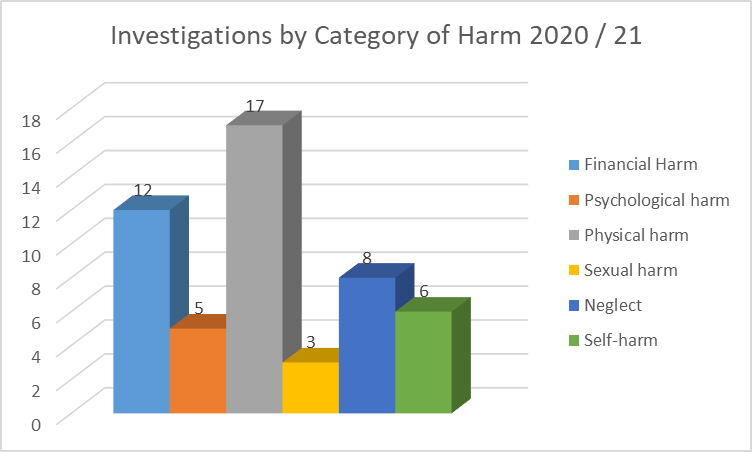 Investigations by Category of Harm 2020 / 21
18
16
14
12
10
8
6
4
2
0
12
5
17
3
8
6
Financial Harm
Psychological harm
Physical harm
Sexual harm
Neglect
Self-harm